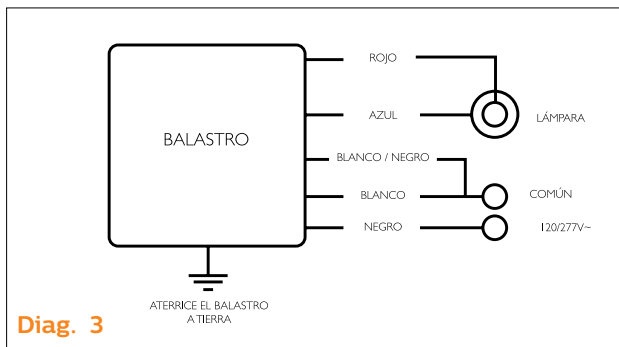 ROJO
AZUL
LÁMPARA
BALASTRO
BLANCO / NEGRO
BLANCO
COMÚN
NEGRO
120/277V~
ATERRICE EL BALASTRO
A TIERRA
Diag. 3